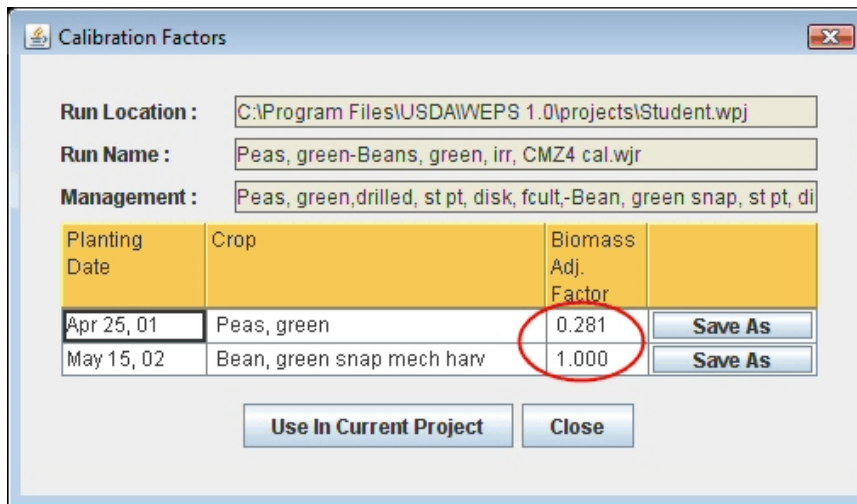 Calibration Factors
Run Location : C:\Program Files\USDA\WEPS 1.0\projects\Student.wpj
Run Name : Peas, green-Beans, green, irr, CMZ4 cal.wjr
Management : Peas, green,drilled, st pt, disk, fcult,-Bean, green snap, st pt, di
Planting Date Crop Biomass Adj. Factor
Apr 25, 01 Peas, green 0.281 Save As
May 15, 02 Bean, green snap mech harv 1.000 Save As
Use In Current Project Close